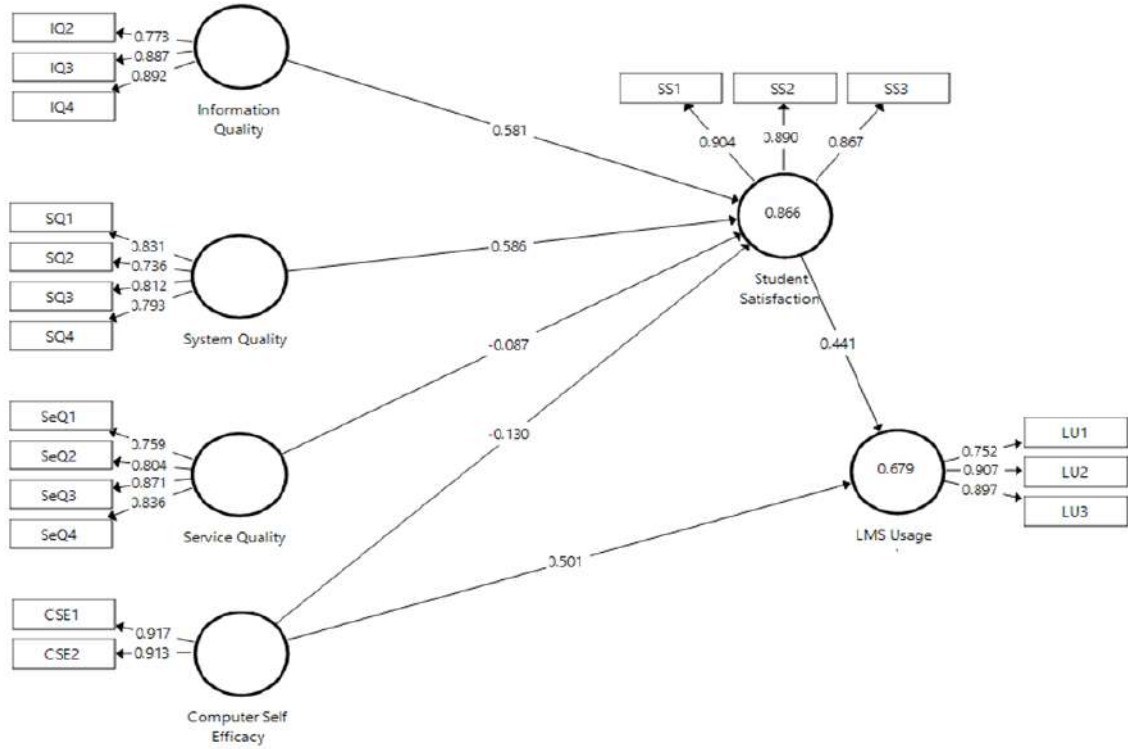 IQ2
IQ3
IQ4
0.773
0.887
0.892
Information
Quality
0.581
SS1
SS2
SS3
0.904
0.890
0.867
0.866
Student
Satisfaction
SQ1
SQ2
SQ3
SQ4
0.831
0.736
0.812
0.793
System Quality
0.586
-0.087
0.441
SeQ1
SeQ2
SeQ3
SeQ4
0.759
0.804
0.871
0.836
Service Quality
-0.130
0.679
LMS Usage
0.752
0.907
0.897
LU1
LU2
LU3
0.501
CSE1
CSE2
0.917
0.913
Computer Self
Efficacy